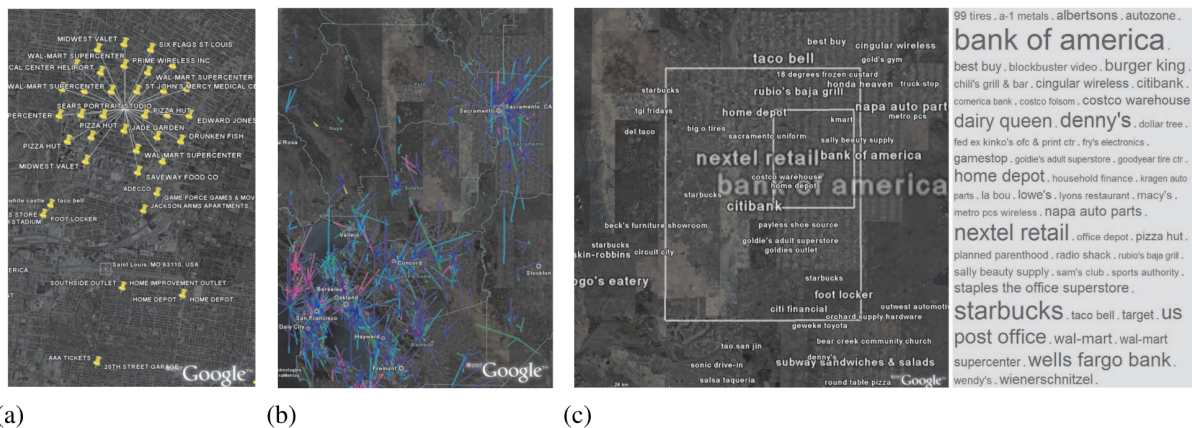 MIDWEST VALET
SIX FLAGS ST LOUIS
WAL-MART SUPERCENTER
PRIME WIRELESS INC
CAL CENTER HELIPORT
WAL-MART SUPERCENTER
WAL-MART SUPERCENTER
ST JOHN'S MERCY MEDICAL CE
SEARS PORTRAIT STUDIO
PERCENTER
PIZZA HUT
EDWARD JONES
PIZZA HUT
JADE GARDEN
PIZZA HUT
DRUNKEN FISH
MIDWEST VALET
WAL-MART SUPERCENTER
SAVEWAY FOOD CO
ADECCO
white castle
taco bell
GAME FORCE GAMES & MOV
JACKSON ARMS APARTMENTS
S STORE
FOOT LOCKER
STADIUM
ERICA
Saint Louis, MO 63110, USA
SOUTHSIDE OUTLET
HOME IMPROVEMENT OUTLET
HOME DEPOT
HOME DEPOT
AAA TICKETS
20TH STREET GARAGE
Google
(a)
Sacramento
Sacramento, CA
Sacramento
Napa
al Rosa
Solano
Vallejo
Concord
Stockton
Berkeley
Oakland
San Francisco
Daly City
Hayward
Alameda
Fremont
Google
(b)
best buy
cingular wireless
taco bell
gold's gym
18 degrees frozen custard
honda heaven
truck stop
starbucks
rubio's baja grill
tgi fridays
home depot
napa auto part
kmart
metro pcs
del taco
big o tires
sacramento uniform
sally beauty supply
nextel retail
bank of america
costco warehouse
bank of america
home depot
starbucks
citibank
beck's furniture showroom
payless shoe source
starbucks
goldie's adult superstore
skin-robbins
circuit city
goldies outlet
ogo's eatery
starbucks
foot locker
citi financial
outwest automotiv
orchard supply hardware
geweke toyota
bear creek community church
tao san jin
denny's
sonic drive-in
subway sandwiches & salads
salsa taqueria
round table pizza
Google
(c)
99 tires . a-1 metals . albertsons . autozone .
bank of america .
best buy . blockbuster video . burger king .
chili's grill & bar . cingular wireless . citibank .
comerica bank . costco folsom . costco warehouse
dairy queen . denny's . dollar tree .
fed ex kinko's ofc & print ctr . fry's electronics .
gamestop . goldie's adult superstore . goodyear tire ctr .
home depot . household finance . kragen auto
parts . la bou . lowe's . lyons restaurant . macy's .
metro pcs wireless . napa auto parts .
nextel retail . office depot . pizza hut .
planned parenthood . radio shack . rubio's baja grill .
sally beauty supply . sam's club . sports authority .
staples the office superstore .
starbucks . taco bell . target . us
post office . wal-mart . wal-mart
supercenter . wells fargo bank .
wendy's . wienerschnitzel .